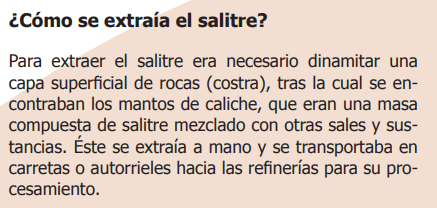 ¿Cómo se extraía el salitre?
Para extraer el salitre era necesario dinamitar una
capa superficial de rocas (costra), tras la cual se en-
contraban los mantos de caliche, que eran una masa
compuesta de salitre mezclado con otras sales y sus-
tancias. Éste se extraía a mano y se transportaba en
carretas o autorrieles hacia las refinerías para su pro-
cesamiento.